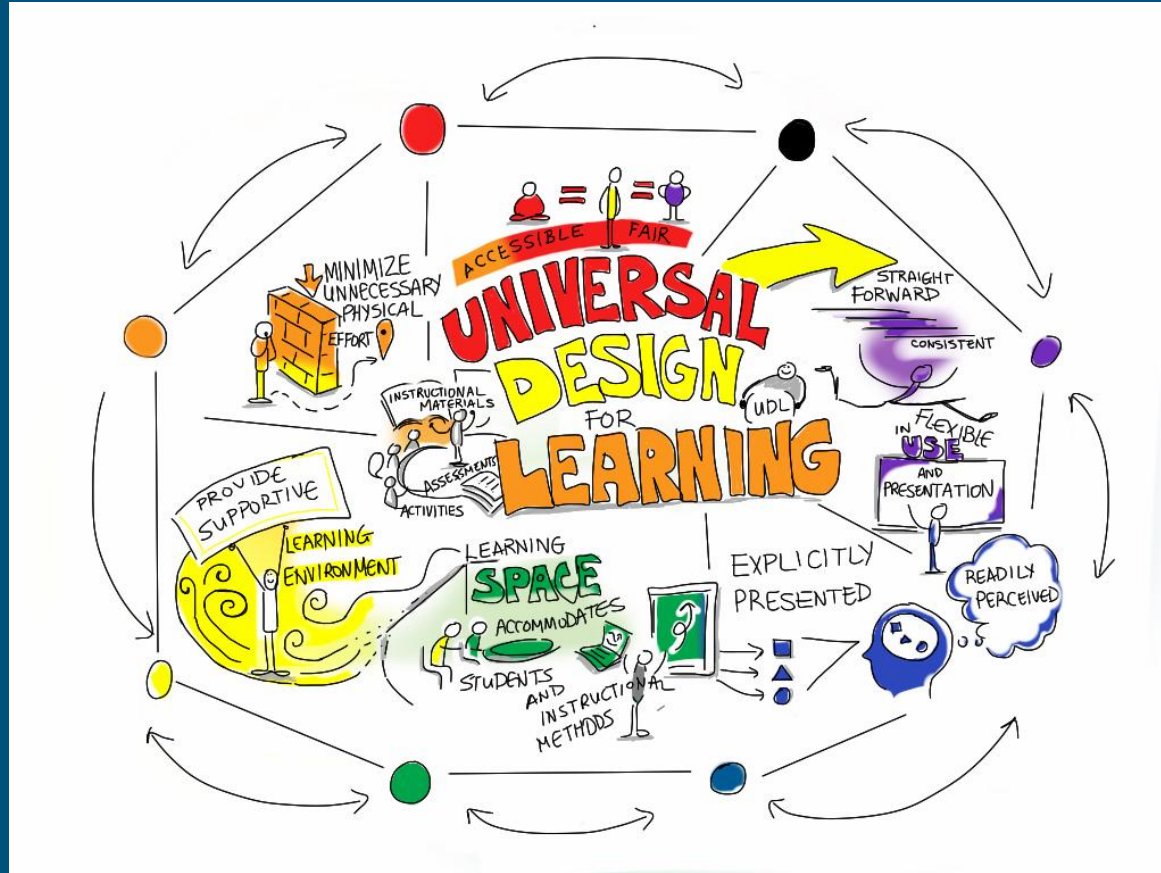 ACCESSIBLE FAIR
UNIVERSAL
DESIGN
FOR
LEARNING
UDL
STRAIGHT
FORWARD
CONSISTENT
FLEXIBLE
IN USE
AND
PRESENTATION
READILY
PERCEIVED
EXPLICITLY
PRESENTED
LEARNING
SPACE
ACCOMMODATES
STUDENTS
AND
INSTRUCTIONAL
METHODS
PROVIDE
SUPPORTIVE
LEARNING
ENVIRONMENT
MINIMIZE
UNNECESSARY
PHYSICAL
EFFORT
INSTRUCTIONAL
MATERIALS
ASSESSMENTS
ACTIVITIES